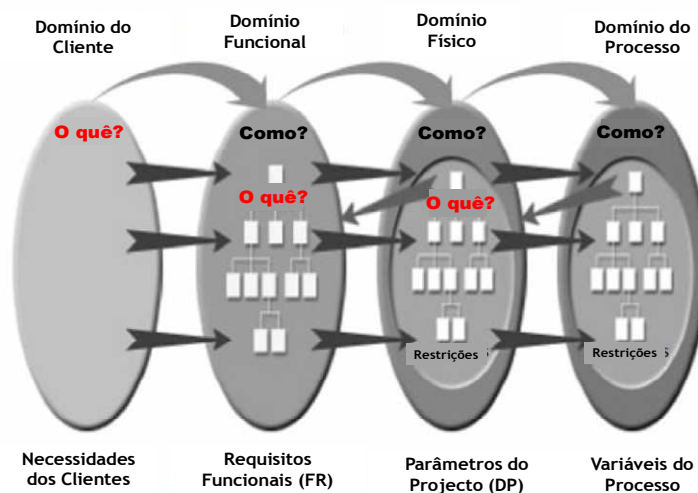 Domínio do
Cliente
Domínio
Funcional
Domínio
Físico
Domínio do
Processo
O quê?
Como?
Como?
Como?
O quê?
O quê?
Restrições
Restrições
Necessidades
dos Clientes
Requisitos
Funcionais (FR)
Parâmetros do
Projecto (DP)
Variáveis do
Processo